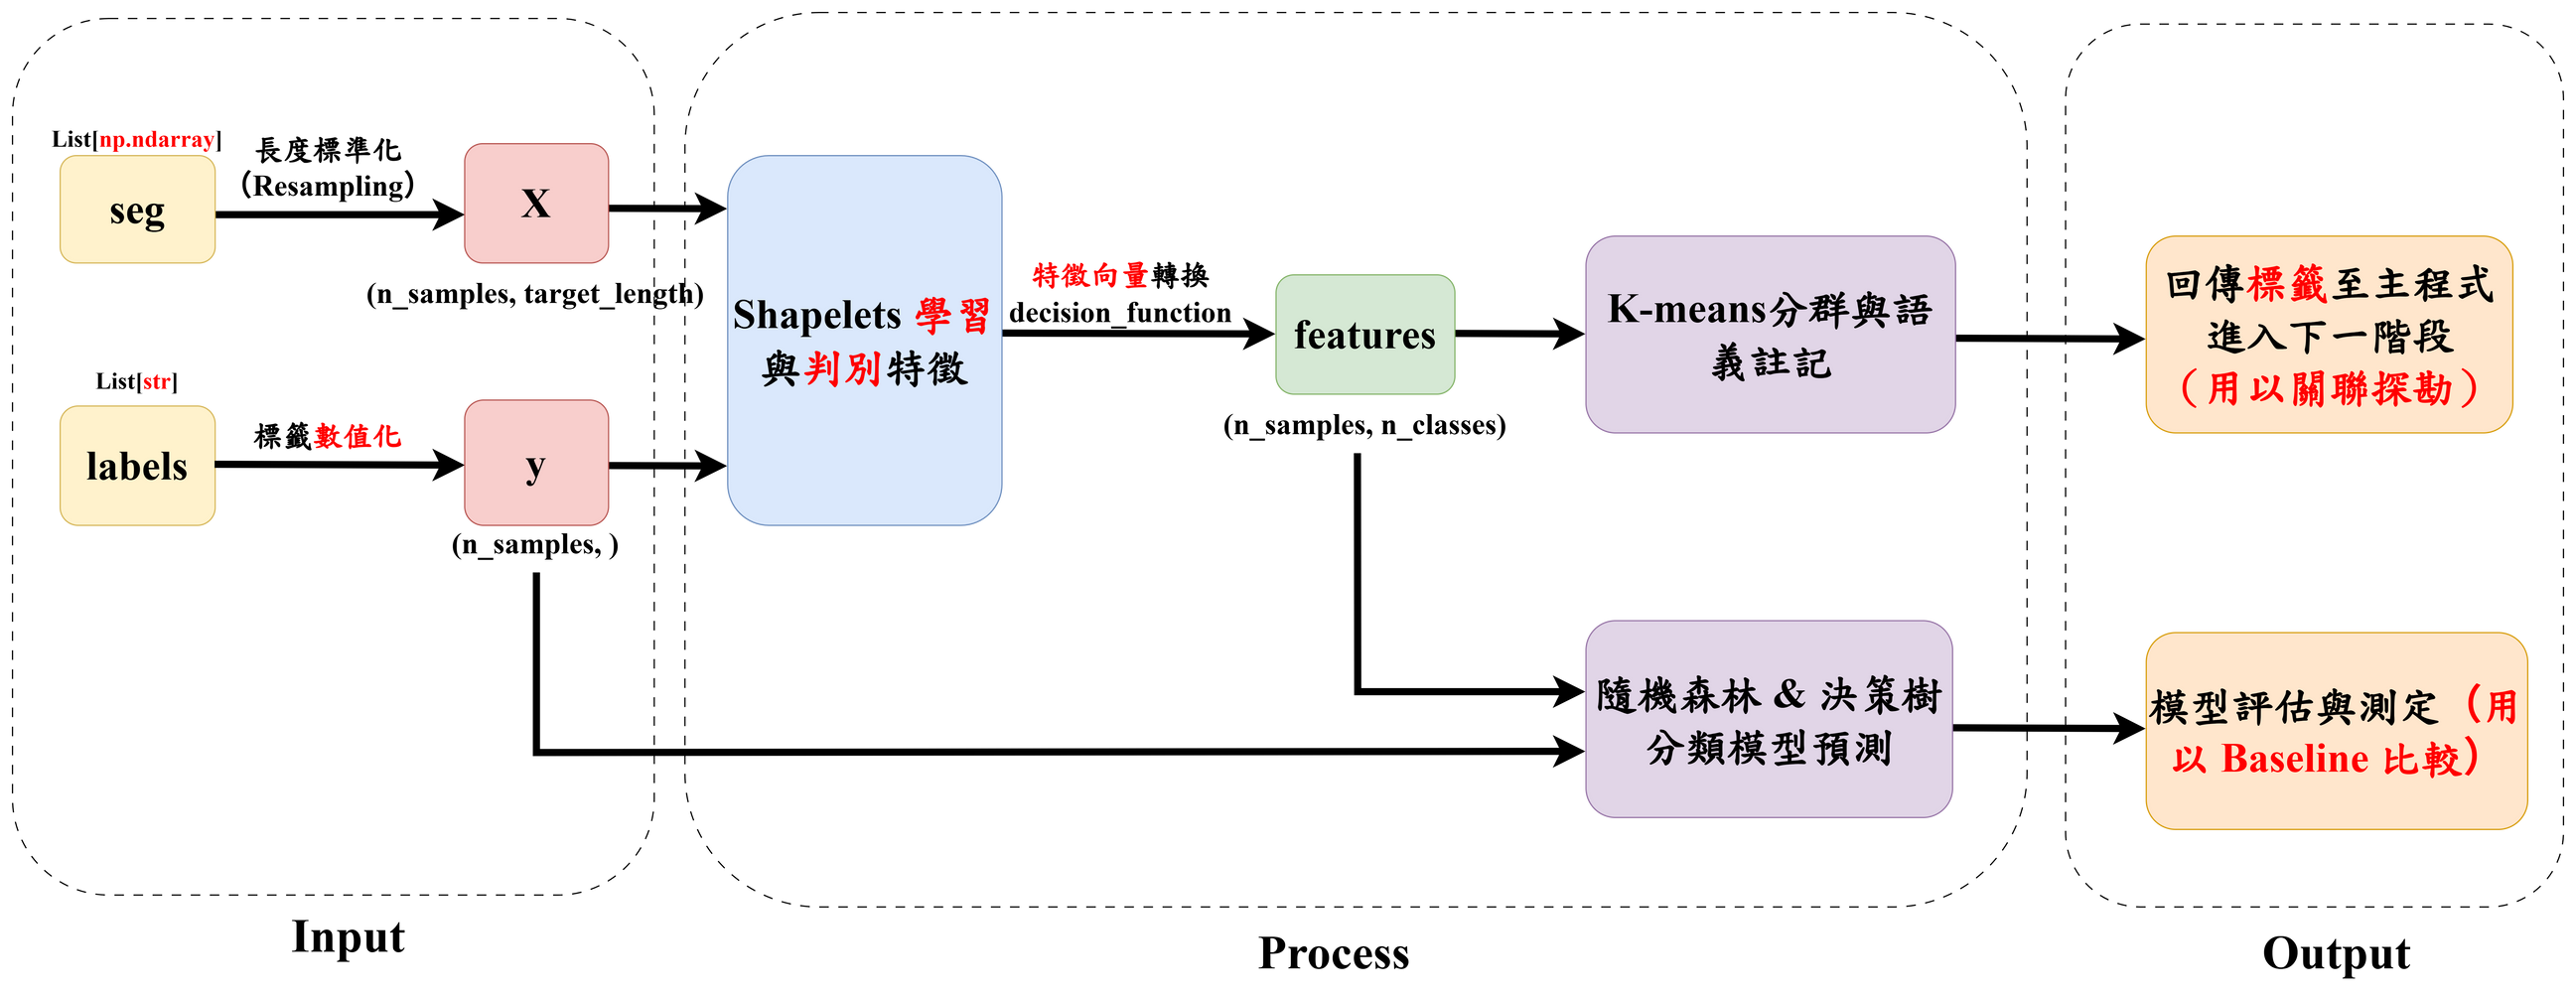 List[np.ndarray]
seg
長度標準化
(Resampling)
X
(n_samples, target_length)
List[str]
labels
標籤數值化
y
(n_samples, )
Input
Shapelets 學習
與判別特徵
特徵向量轉換
decision_function
features
(n_samples, n_classes)
K-means分群與語
義註記
隨機森林 & 決策樹
分類模型預測
Process
回傳標籤至主程式
進入下一階段
（用以關聯探勘）
模型評估與測定（用
以 Baseline 比較）
Output